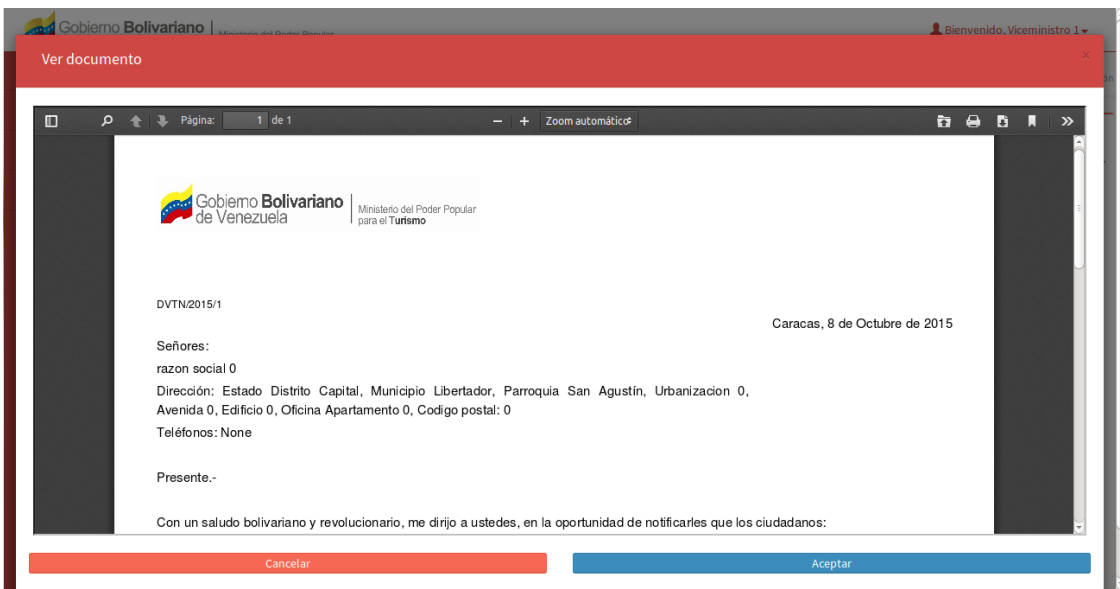 Gobierno Bolivariano
Ministerio del Poder Popular
Bienvenido, Viceministro 1
Ver documento
×
Página: 1 de 1
Zoom automático
Gobierno Bolivariano
de Venezuela
Ministerio del Poder Popular
para el Turismo
DVTN/2015/1
Caracas, 8 de Octubre de 2015
Señores:
razon social 0
Dirección: Estado Distrito Capital, Municipio Libertador, Parroquia San Agustín, Urbanizacion 0,
Avenida 0, Edificio 0, Oficina Apartamento 0, Codigo postal: 0
Teléfonos: None
Presente.-
Con un saludo bolivariano y revolucionario, me dirijo a ustedes, en la oportunidad de notificarles que los ciudadanos:
Cancelar
Aceptar